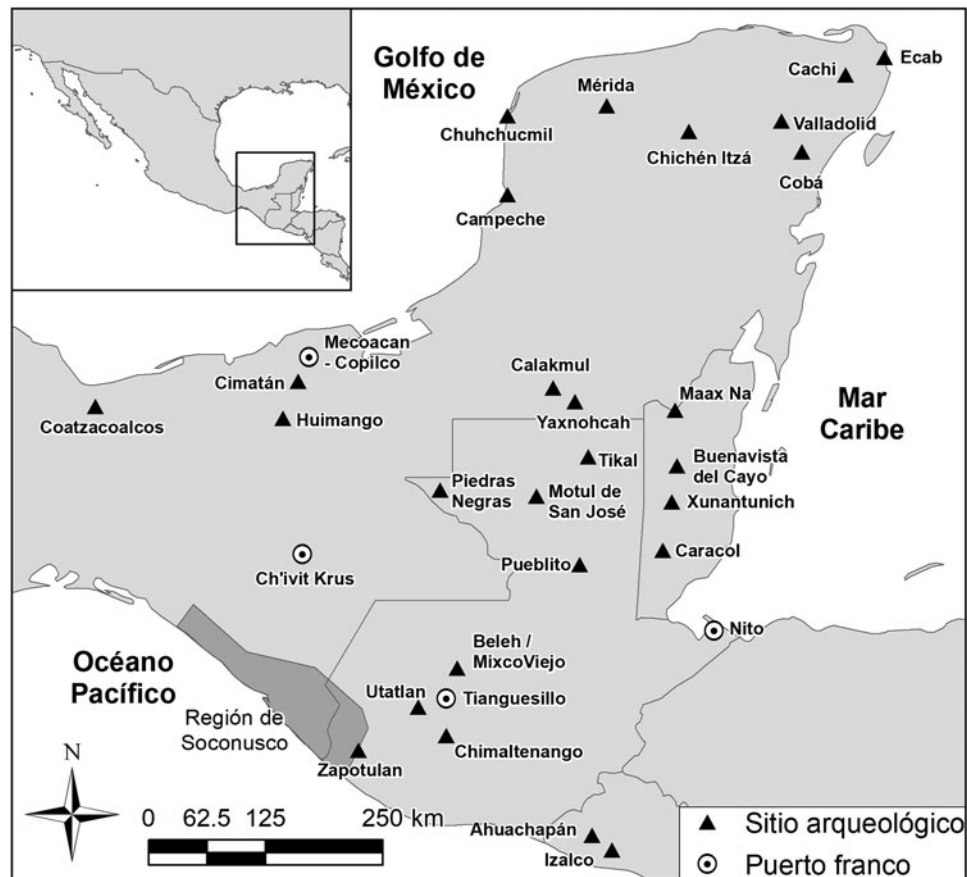 Golfo de
México
Ecab
Cachi
Mérida
Chuhchucmil
Valladolid
Chichén Itzá
Cobá
Campeche
Mecoacan
- Copilco
Cimatán
Calakmul
Maax Na
Mar
Caribe
Coatzacoalcos
Huimango
Yaxnohcah
Tikal
Buenavista
del Cayo
Piedras
Negras
Motul de
San José
Xunantunich
Ch'ivit Krus
Pueblito
Caracol
Nito
Océano
Pacífico
Beleh /
MixcoViejo
Utatlan
Tianguesillo
Región de
Soconusco
Chimaltenango
Zapotulan
N
0 62.5 125 250 km
Ahuachapán
Izalco
Sitio arqueológico
Puerto franco